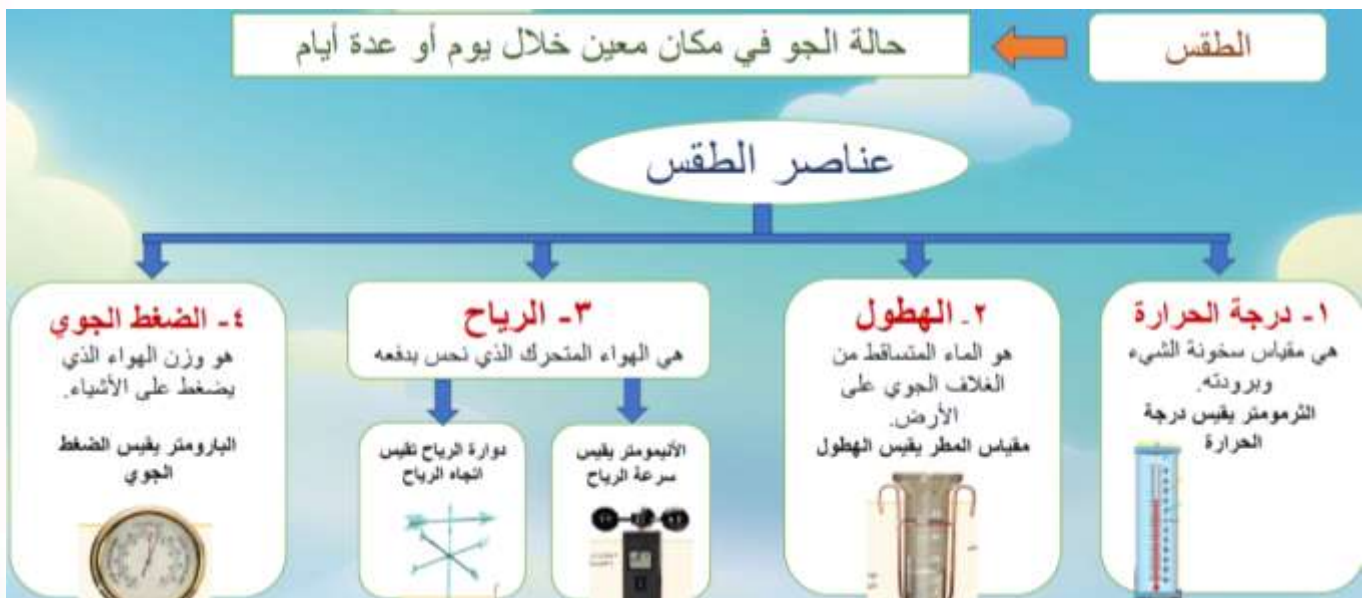 الطقس
حالة الجو في مكان معين خلال يوم أو عدة أيام
عناصر الطقس
١- درجة الحرارة
هي مقياس سخونة الشيء
وبرودته.
الثرمومتر يقيس درجة
الحرارة
٢- الهطول
هو الماء المتساقط من
الغلاف الجوي على
الأرض.
مقياس المطر يقيس الهطول
٣- الرياح
هي الهواء المتحرك الذي نحس بدفعه
الأنيمومتر يقيس
سرعة الرياح
دوارة الرياح تقيس
اتجاه الرياح
٤- الضغط الجوي
هو وزن الهواء الذي
يضغط على الأشياء.
البارومتر يقيس الضغط
الجوي